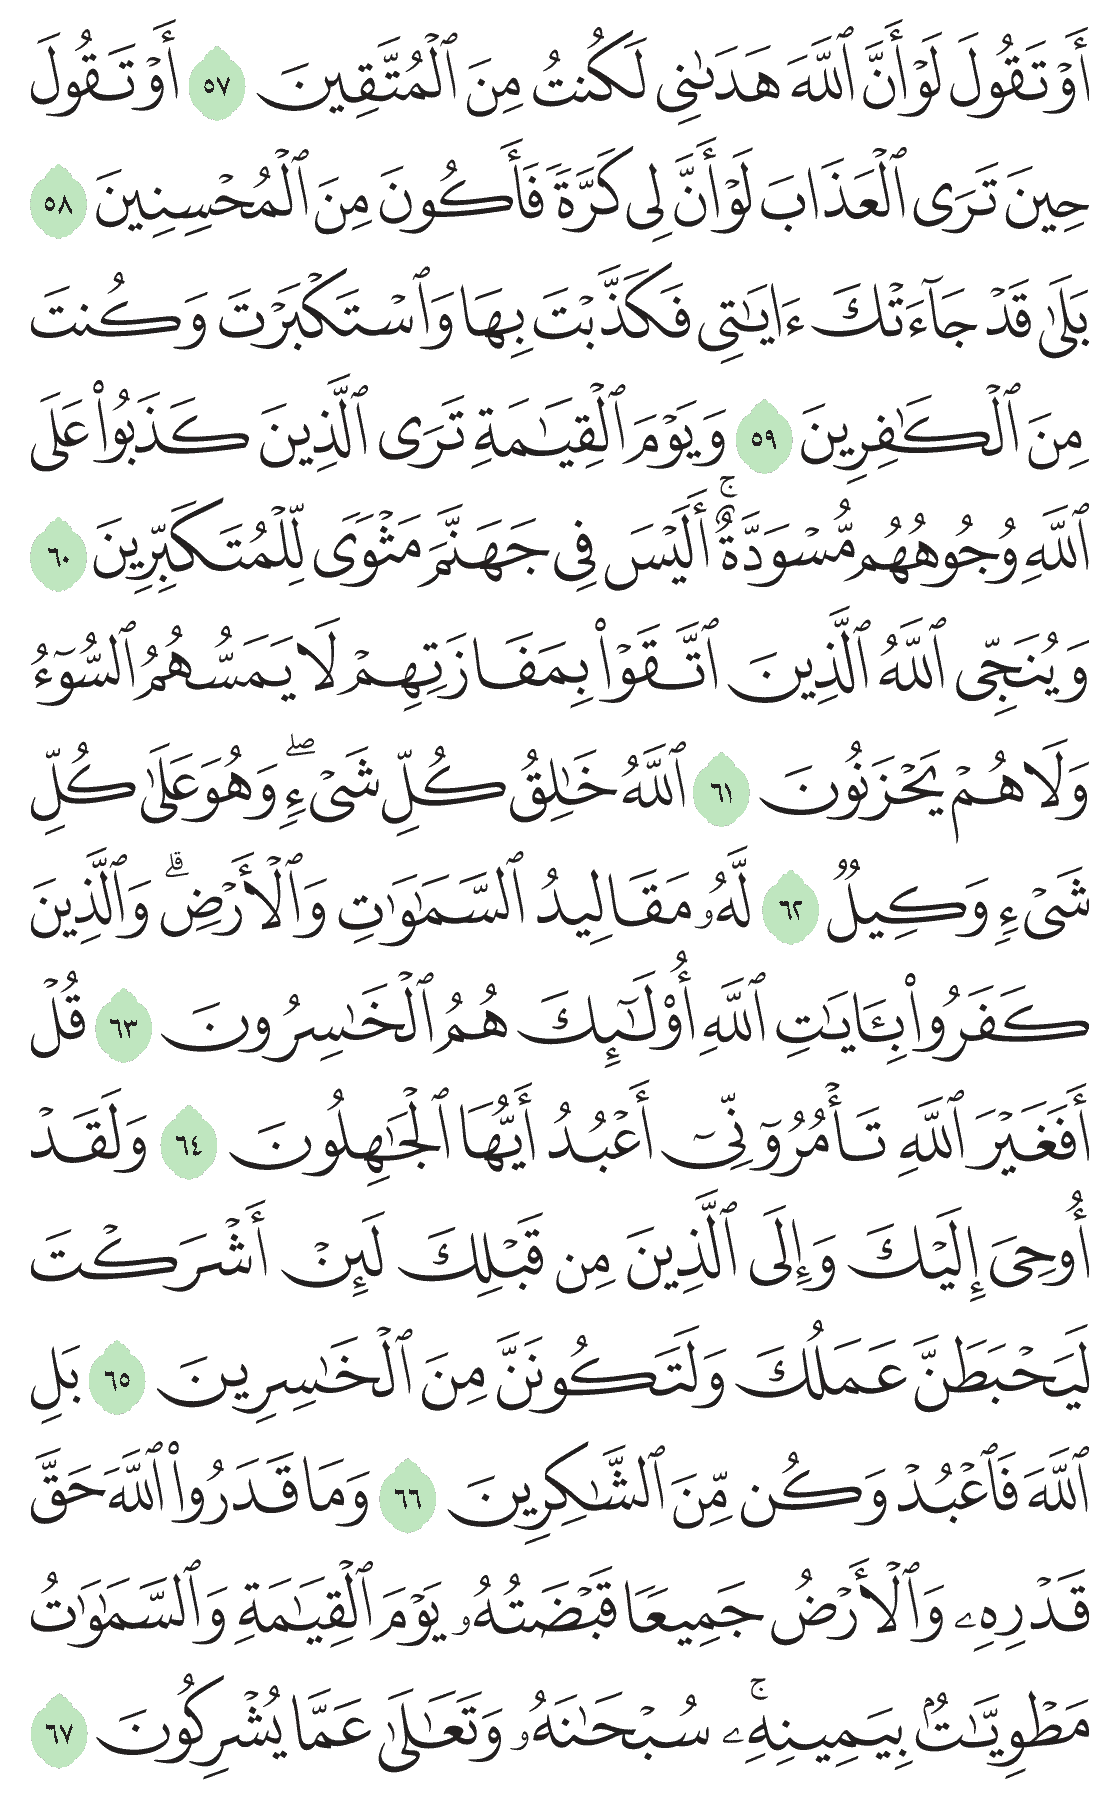 أَوْ تَقُولَ لَوْ أَنَّ ٱللَّهَ هَدَىٰنِى لَكُنتُ مِنَ ٱلْمُتَّقِينَ ٥٧ أَوْ تَقُولَ
حِينَ تَرَى ٱلْعَذَابَ لَوْ أَنَّ لِى كَرَّةً فَأَكُونَ مِنَ ٱلْمُحْسِنِينَ ٥٨
بَلَىٰ قَدْ جَآءَتْكَ ءَايَٰتِى فَكَذَّبْتَ بِهَا وَٱسْتَكْبَرْتَ وَكُنتَ
مِنَ ٱلْكَٰفِرِينَ ٥٩ وَيَوْمَ ٱلْقِيَٰمَةِ تَرَى ٱلَّذِينَ كَذَبُوا۟ عَلَى
ٱللَّهِ وُجُوهُهُم مُّسْوَدَّةٌ ۚ أَلَيْسَ فِى جَهَنَّمَ مَثْوًى لِّلْمُتَكَبِّرِينَ ٦٠
وَيُنَجِّى ٱللَّهُ ٱلَّذِينَ ٱتَّقَوْا۟ بِمَفَازَتِهِمْ لَا يَمَسُّهُمُ ٱلسُّوٓءُ
وَلَا هُمْ يَحْزَنُونَ ٦١ ٱللَّهُ خَٰلِقُ كُلِّ شَىْءٍ ۖ وَهُوَ عَلَىٰ كُلِّ
شَىْءٍ وَكِيلٌ ٦٢ لَّهُۥ مَقَالِيدُ ٱلسَّمَٰوَٰتِ وَٱلْأَرْضِ ۗ وَٱلَّذِينَ
كَفَرُوا۟ بِـَٔايَٰتِ ٱللَّهِ أُو۟لَٰٓئِكَ هُمُ ٱلْخَٰسِرُونَ ٦٣ قُلْ
أَفَغَيْرَ ٱللَّهِ تَأْمُرُوٓنِّىٓ أَعْبُدُ أَيُّهَا ٱلْجَٰهِلُونَ ٦٤ وَلَقَدْ
أُوحِىَ إِلَيْكَ وَإِلَى ٱلَّذِينَ مِن قَبْلِكَ لَئِنْ أَشْرَكْتَ
لَيَحْبَطَنَّ عَمَلُكَ وَلَتَكُونَنَّ مِنَ ٱلْخَٰسِرِينَ ٦٥ بَلِ
ٱللَّهَ فَٱعْبُدْ وَكُن مِّنَ ٱلشَّٰكِرِينَ ٦٦ وَمَا قَدَرُوا۟ ٱللَّهَ حَقَّ
قَدْرِهِۦ وَٱلْأَرْضُ جَمِيعًا قَبْضَتُهُۥ يَوْمَ ٱلْقِيَٰمَةِ وَٱلسَّمَٰوَٰتُ
مَطْوِيَّٰتٌۢ بِيَمِينِهِۦ ۚ سُبْحَٰنَهُۥ وَتَعَٰلَىٰ عَمَّا يُشْرِكُونَ ٦٧